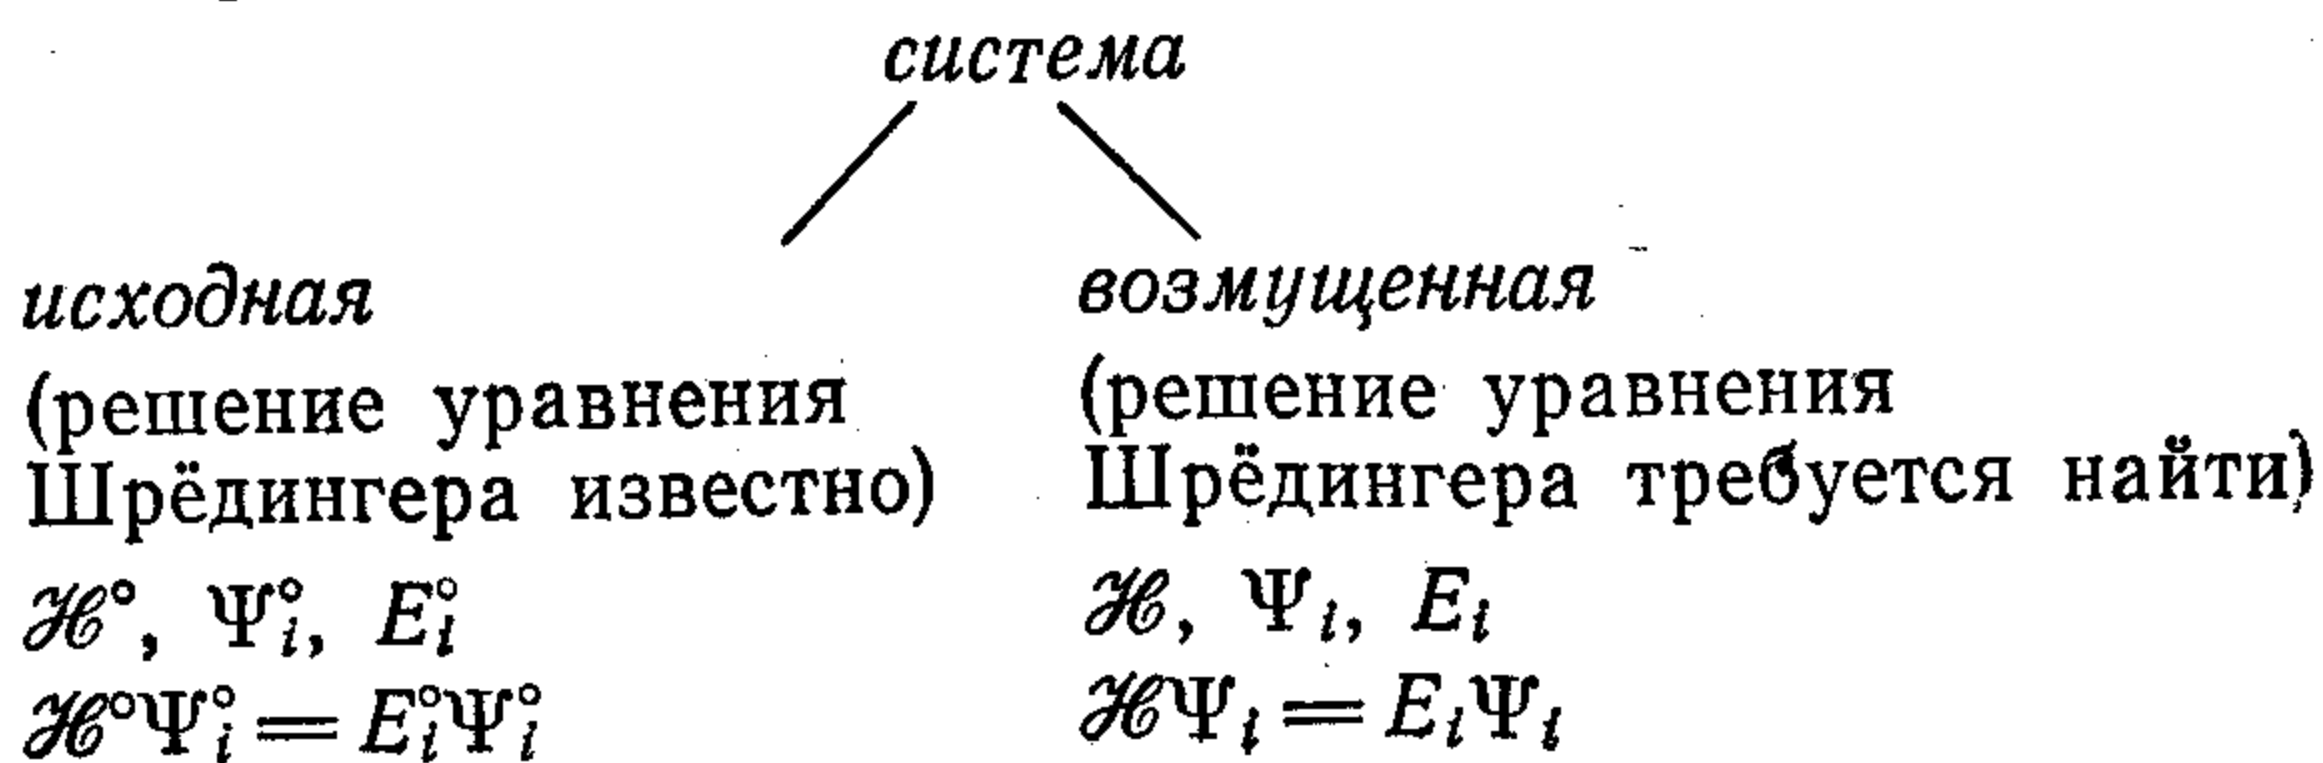 система
исходная
(решение уравнения
Шрёдингера известно)
ℋ°, Ψ°ᵢ, E°ᵢ
ℋ°Ψ°ᵢ = E°ᵢΨ°ᵢ
возмущенная
(решение уравнения
Шрёдингера требуется найти)
ℋ, Ψᵢ, Eᵢ
ℋΨᵢ = EᵢΨᵢ